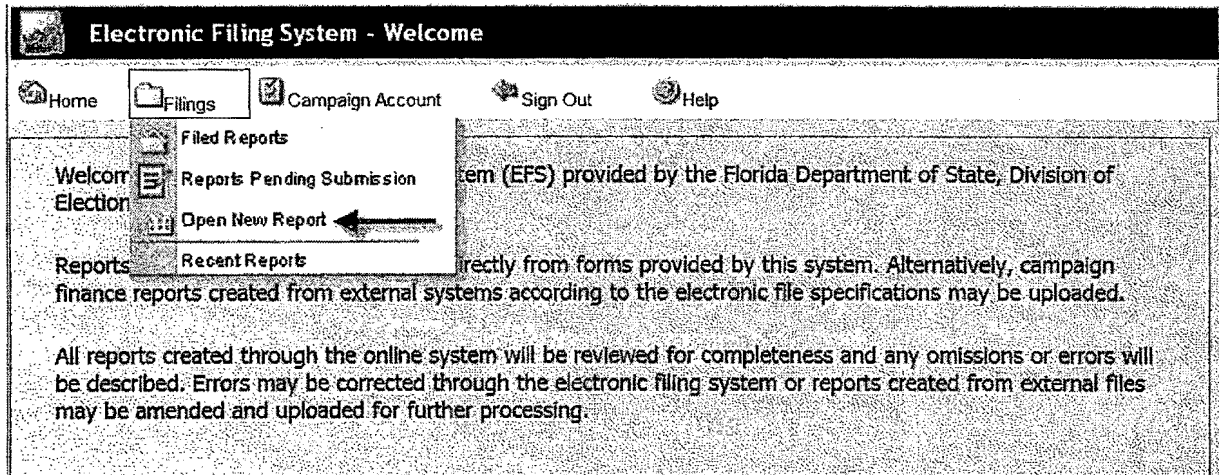 Electronic Filing System - Welcome
Home Filings Campaign Account Sign Out Help
Filed Reports
Reports Pending Submission
Open New Report
Recent Reports
Welcom em (EFS) provided by the Florida Department of State, Division of
Election
Reports rectly from forms provided by this system. Alternatively, campaign
finance reports created from external systems according to the electronic file specifications may be uploaded.
All reports created through the online system will be reviewed for completeness and any omissions or errors will
be described. Errors may be corrected through the electronic filing system or reports created from external files
may be amended and uploaded for further processing.